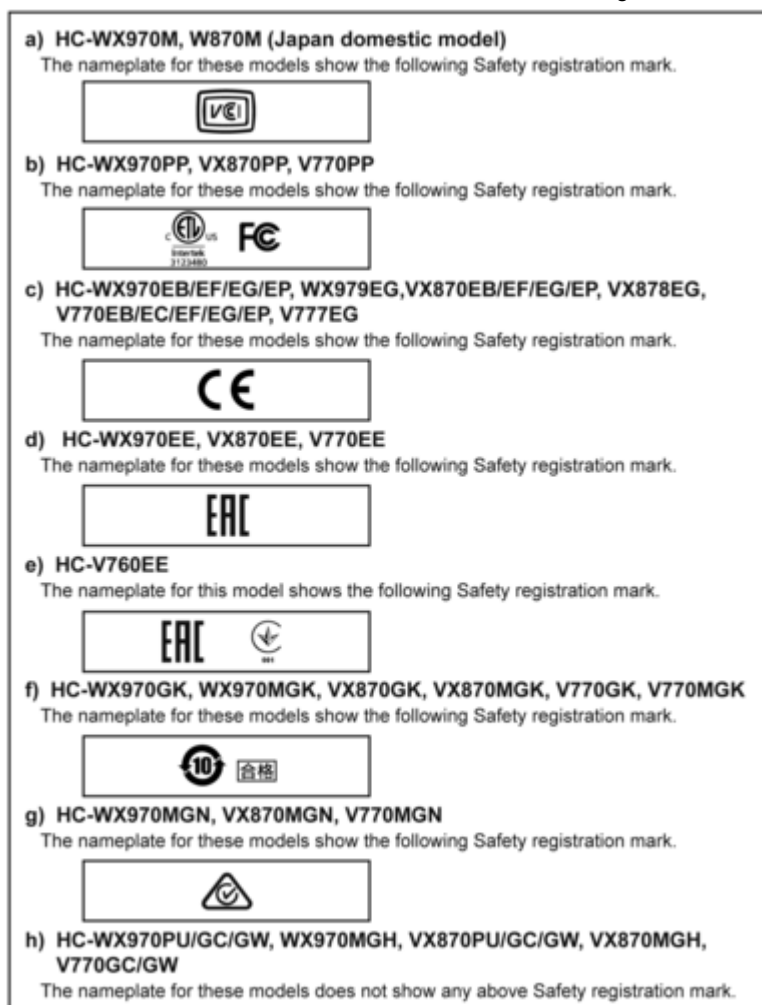 a) HC-WX970M, W870M (Japan domestic model)
The nameplate for these models show the following Safety registration mark.
VCI
b) HC-WX970PP, VX870PP, V770PP
The nameplate for these models show the following Safety registration mark.
C ETL US FC
Intertek
3123480
c) HC-WX970EB/EF/EG/EP, WX979EG,VX870EB/EF/EG/EP, VX878EG,
V770EB/EC/EF/EG/EP, V777EG
The nameplate for these models show the following Safety registration mark.
CE
d) HC-WX970EE, VX870EE, V770EE
The nameplate for these models show the following Safety registration mark.
EAC
e) HC-V760EE
The nameplate for this model shows the following Safety registration mark.
EAC
f) HC-WX970GK, WX970MGK, VX870GK, VX870MGK, V770GK, V770MGK
The nameplate for these models show the following Safety registration mark.
10 合格
g) HC-WX970MGN, VX870MGN, V770MGN
The nameplate for these models show the following Safety registration mark.
h) HC-WX970PU/GC/GW, WX970MGH, VX870PU/GC/GW, VX870MGH,
V770GC/GW
The nameplate for these models does not show any above Safety registration mark.